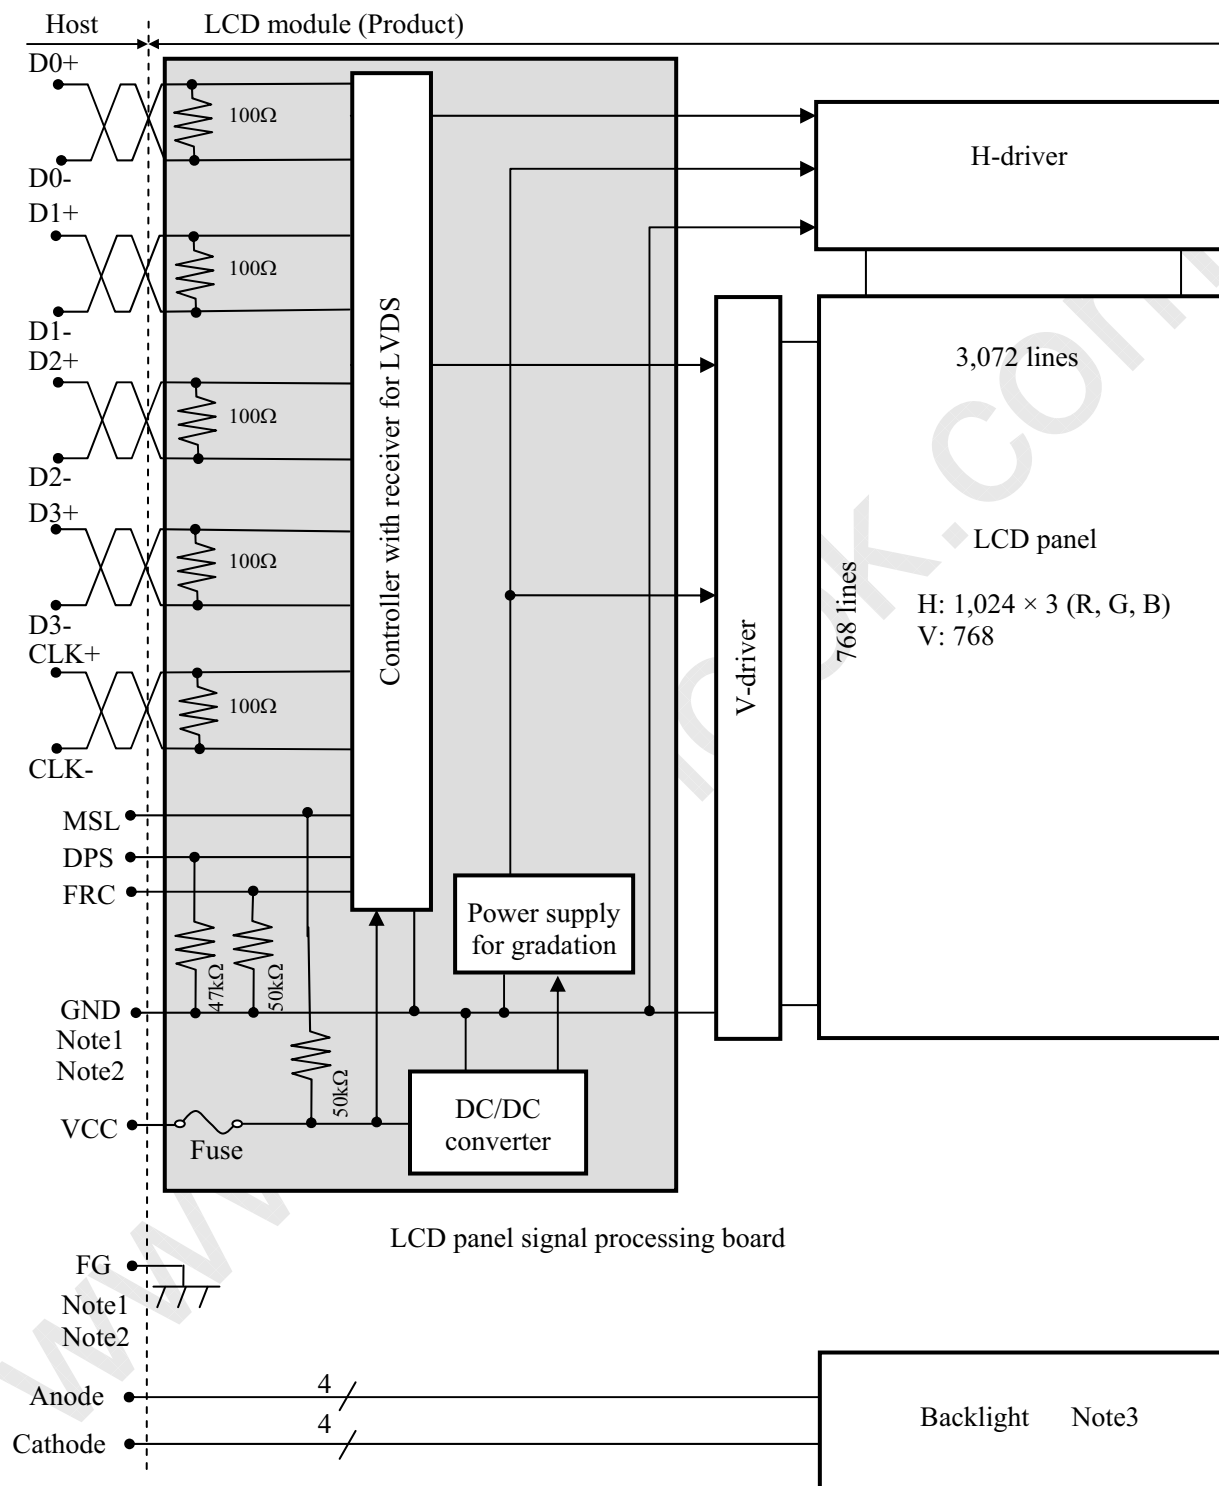 Host
LCD module (Product)
D0+
100Ω
D0-
D1+
100Ω
D1-
D2+
100Ω
D2-
D3+
100Ω
D3-
CLK+
100Ω
CLK-
MSL
DPS
FRC
47kΩ
50kΩ
GND
Note1
Note2
50kΩ
VCC
Fuse
Controller with receiver for LVDS
Power supply
for gradation
DC/DC
converter
H-driver
V-driver
3,072 lines
768 lines
LCD panel
H: 1,024 × 3 (R, G, B)
V: 768
LCD panel signal processing board
FG
Note1
Note2
Anode
4
Cathode
4
Backlight Note3